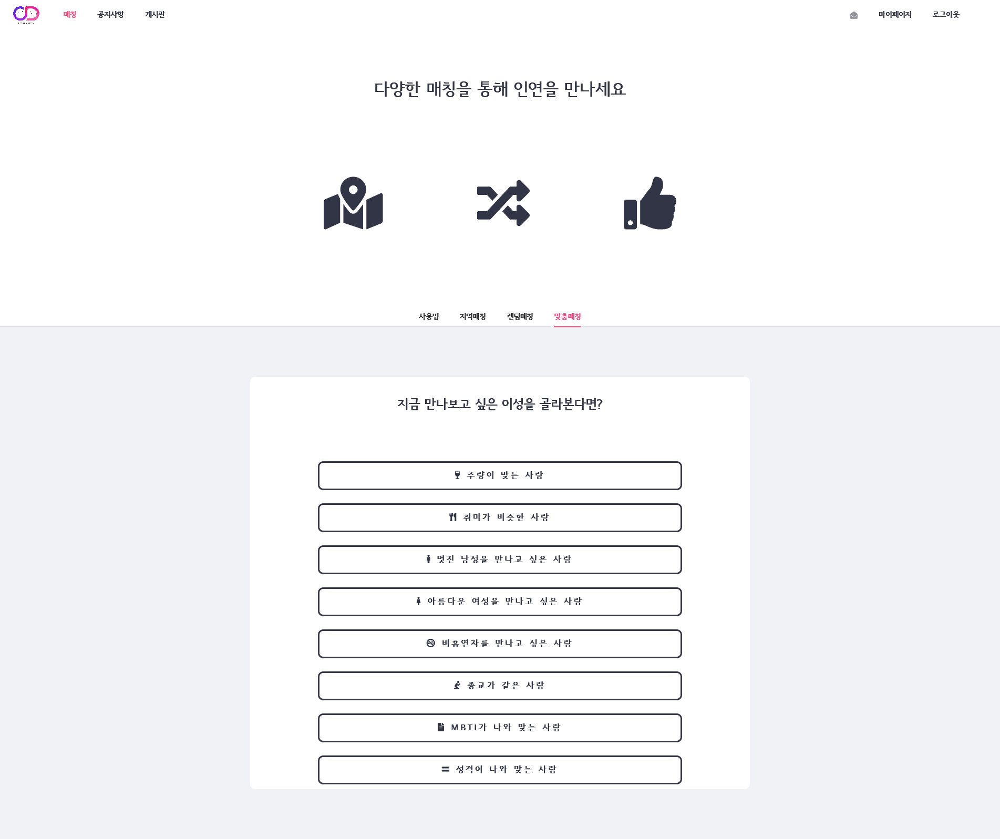 매칭 공지사항 게시판 마이페이지 로그아웃
다양한 매칭을 통해 인연을 만나세요
사용법 지역매칭 랜덤매칭 맞춤매칭
지금 만나보고 싶은 이성을 골라본다면?
주량이 맞는 사람
취미가 비슷한 사람
멋진 남성을 만나고 싶은 사람
아름다운 여성을 만나고 싶은 사람
비흡연자를 만나고 싶은 사람
종교가 같은 사람
MBTI가 나와 맞는 사람
성격이 나와 맞는 사람